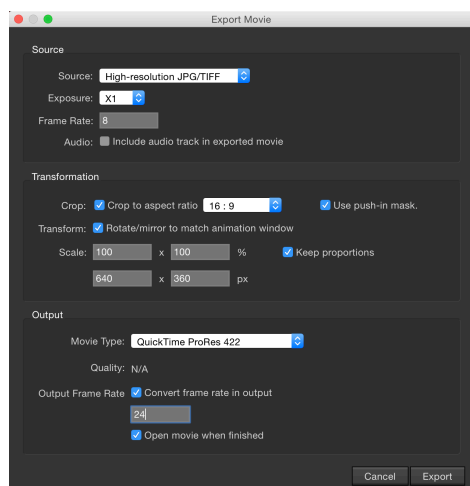 Export Movie
Source
Source: High-resolution JPG/TIFF
Exposure: X1
Frame Rate: 8
Audio: Include audio track in exported movie
Transformation
Crop: Crop to aspect ratio 16 : 9 Use push-in mask.
Transform: Rotate/mirror to match animation window
Scale: 100 x 100 % Keep proportions
640 x 360 px
Output
Movie Type: QuickTime ProRes 422
Quality: N/A
Output Frame Rate Convert frame rate in output
24
Open movie when finished
Cancel Export